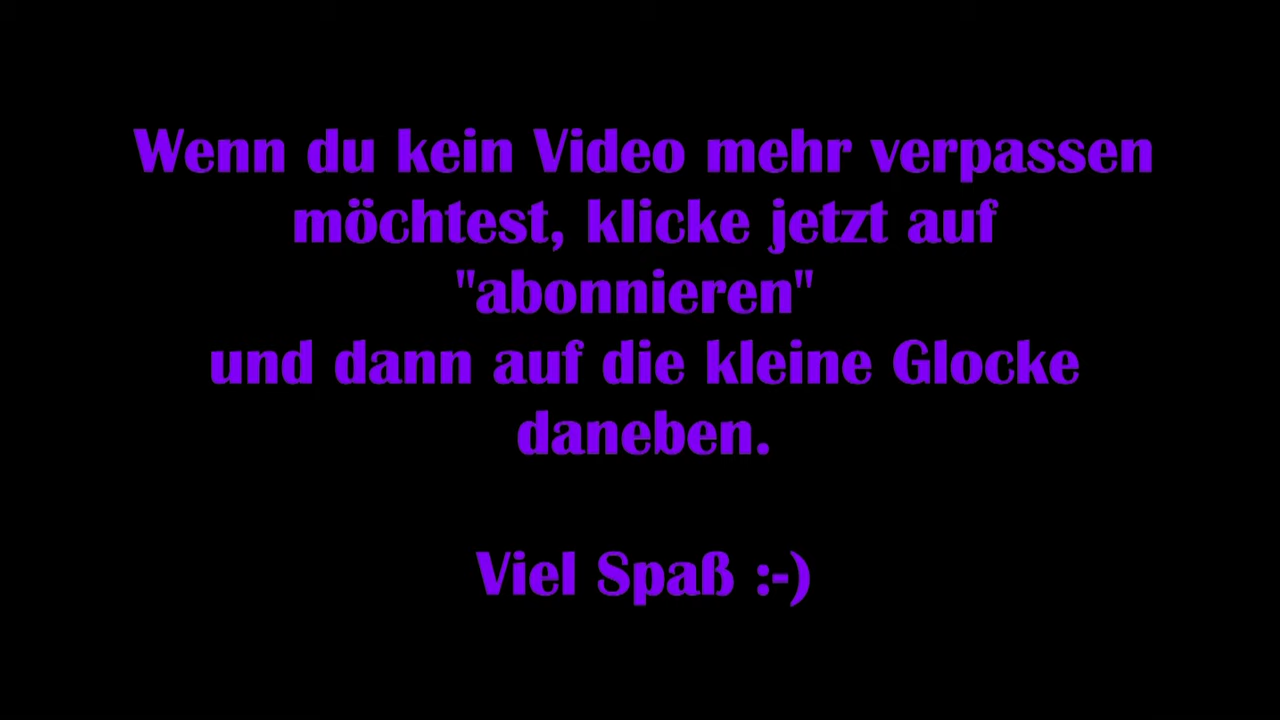 Wenn du kein Video mehr verpassen
möchtest, klicke jetzt auf
"abonnieren"
und dann auf die kleine Glocke
daneben.
Viel Spaß :-)